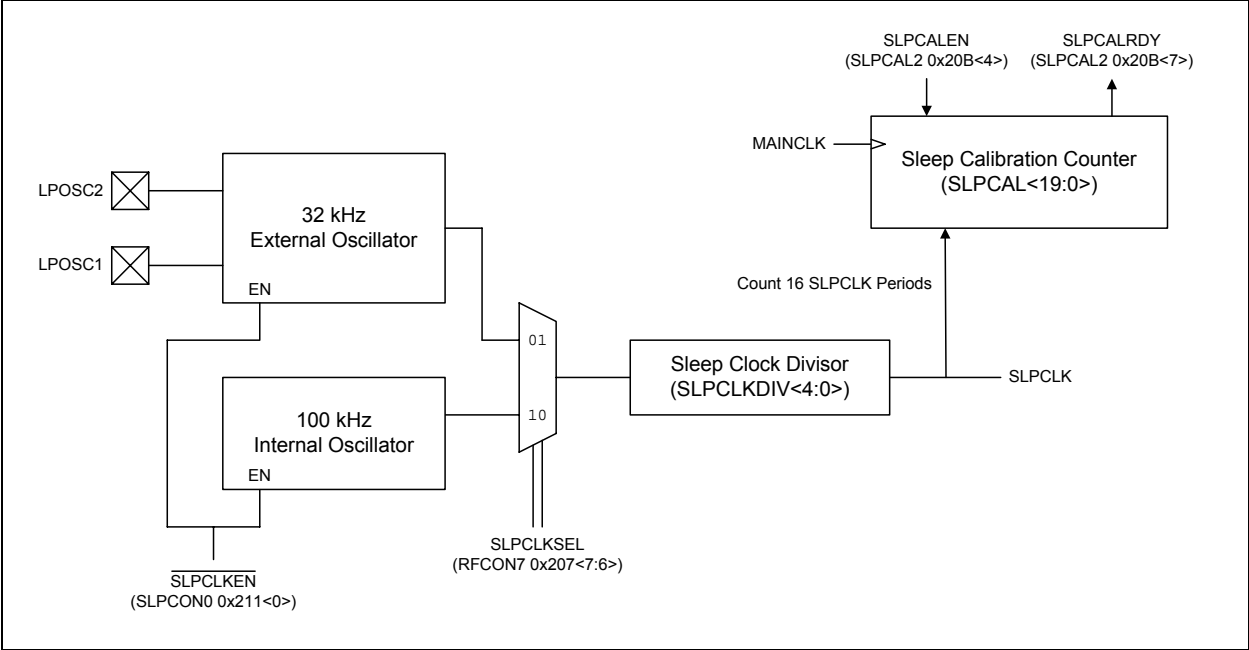 SLPCALEN
(SLPCAL2 0x20B<4>)
SLPCALRDY
(SLPCAL2 0x20B<7>)
MAINCLK
Sleep Calibration Counter
(SLPCAL<19:0>)
LPOSC2
LPOSC1
32 kHz
External Oscillator
EN
Count 16 SLPCLK Periods
01
10
Sleep Clock Divisor
(SLPCLKDIV<4:0>)
SLPCLK
100 kHz
Internal Oscillator
EN
SLPCLKSEL
(RFCON7 0x207<7:6>)
SLPCLKEN
(SLPCON0 0x211<0>)